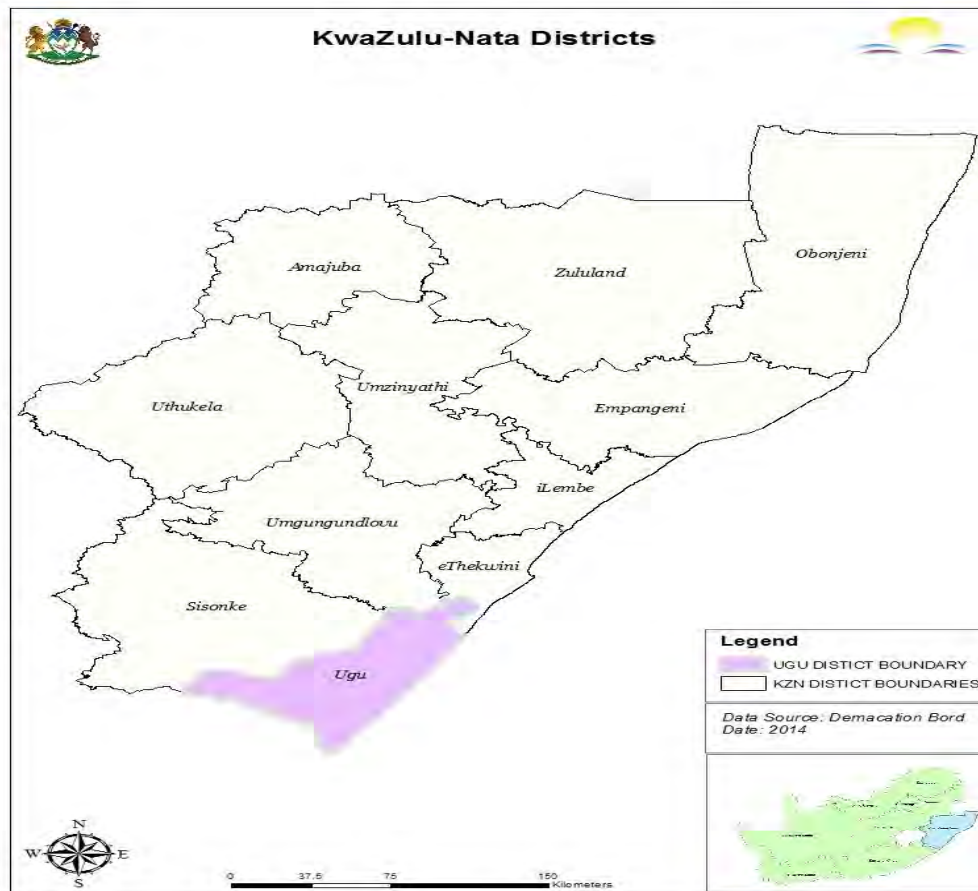 KwaZulu-Nata Districts
Obonjeni
Amajuba
Zululand
Umzinyathi
Uthukela
Empangeni
iLembe
Umgungundlovu
eThekwini
Sisonke
Ugu
Legend
UGU DISTICT BOUNDARY
KZN DISTICT BOUNDARIES
Data Source: Demacation Bord
Date: 2014
N
W E
S
0 37.5 75 150
Kilometers